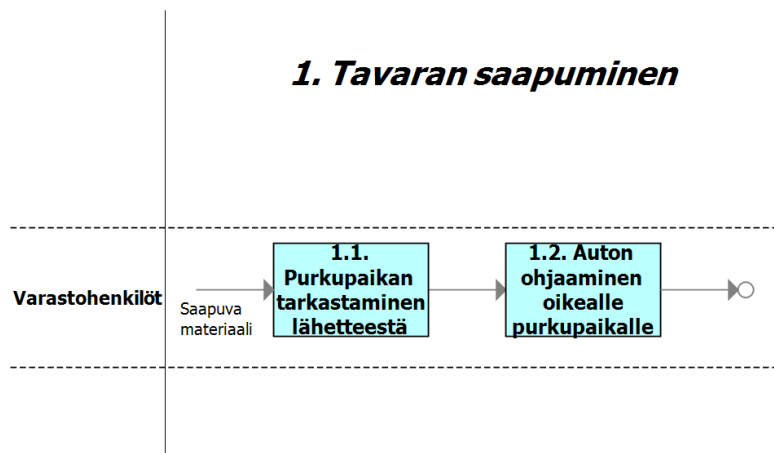 1. Tavaran saapuminen
Varastohenkilöt
Saapuva
materiaali
1.1.
Purkupaikan
tarkastaminen
lähetteestä
1.2. Auton
ohjaaminen
oikealle
purkupaikalle